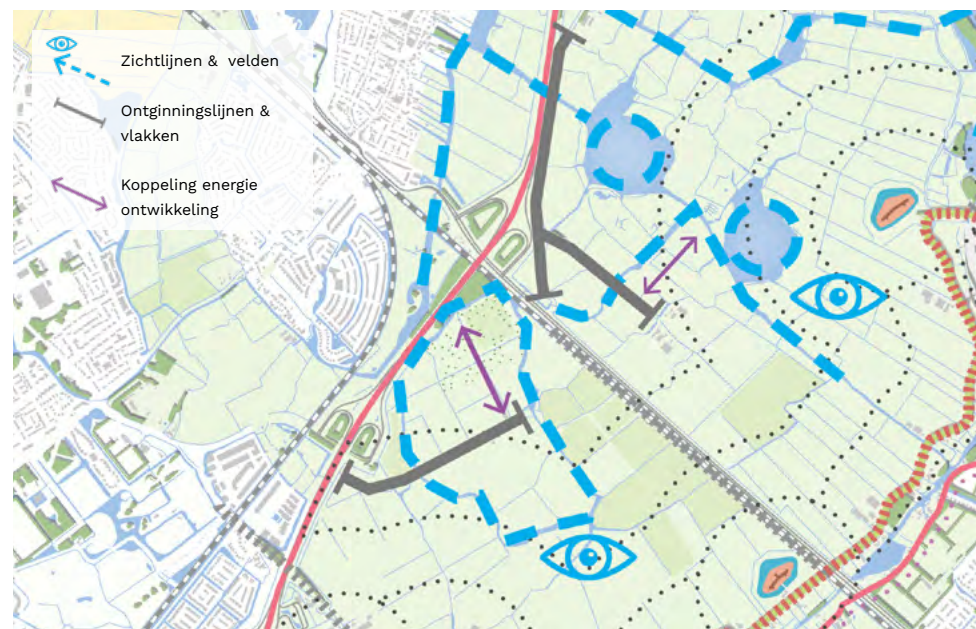 Zichtlijnen & velden
Ontginningslijnen &
vlakken
Koppeling energie
ontwikkeling